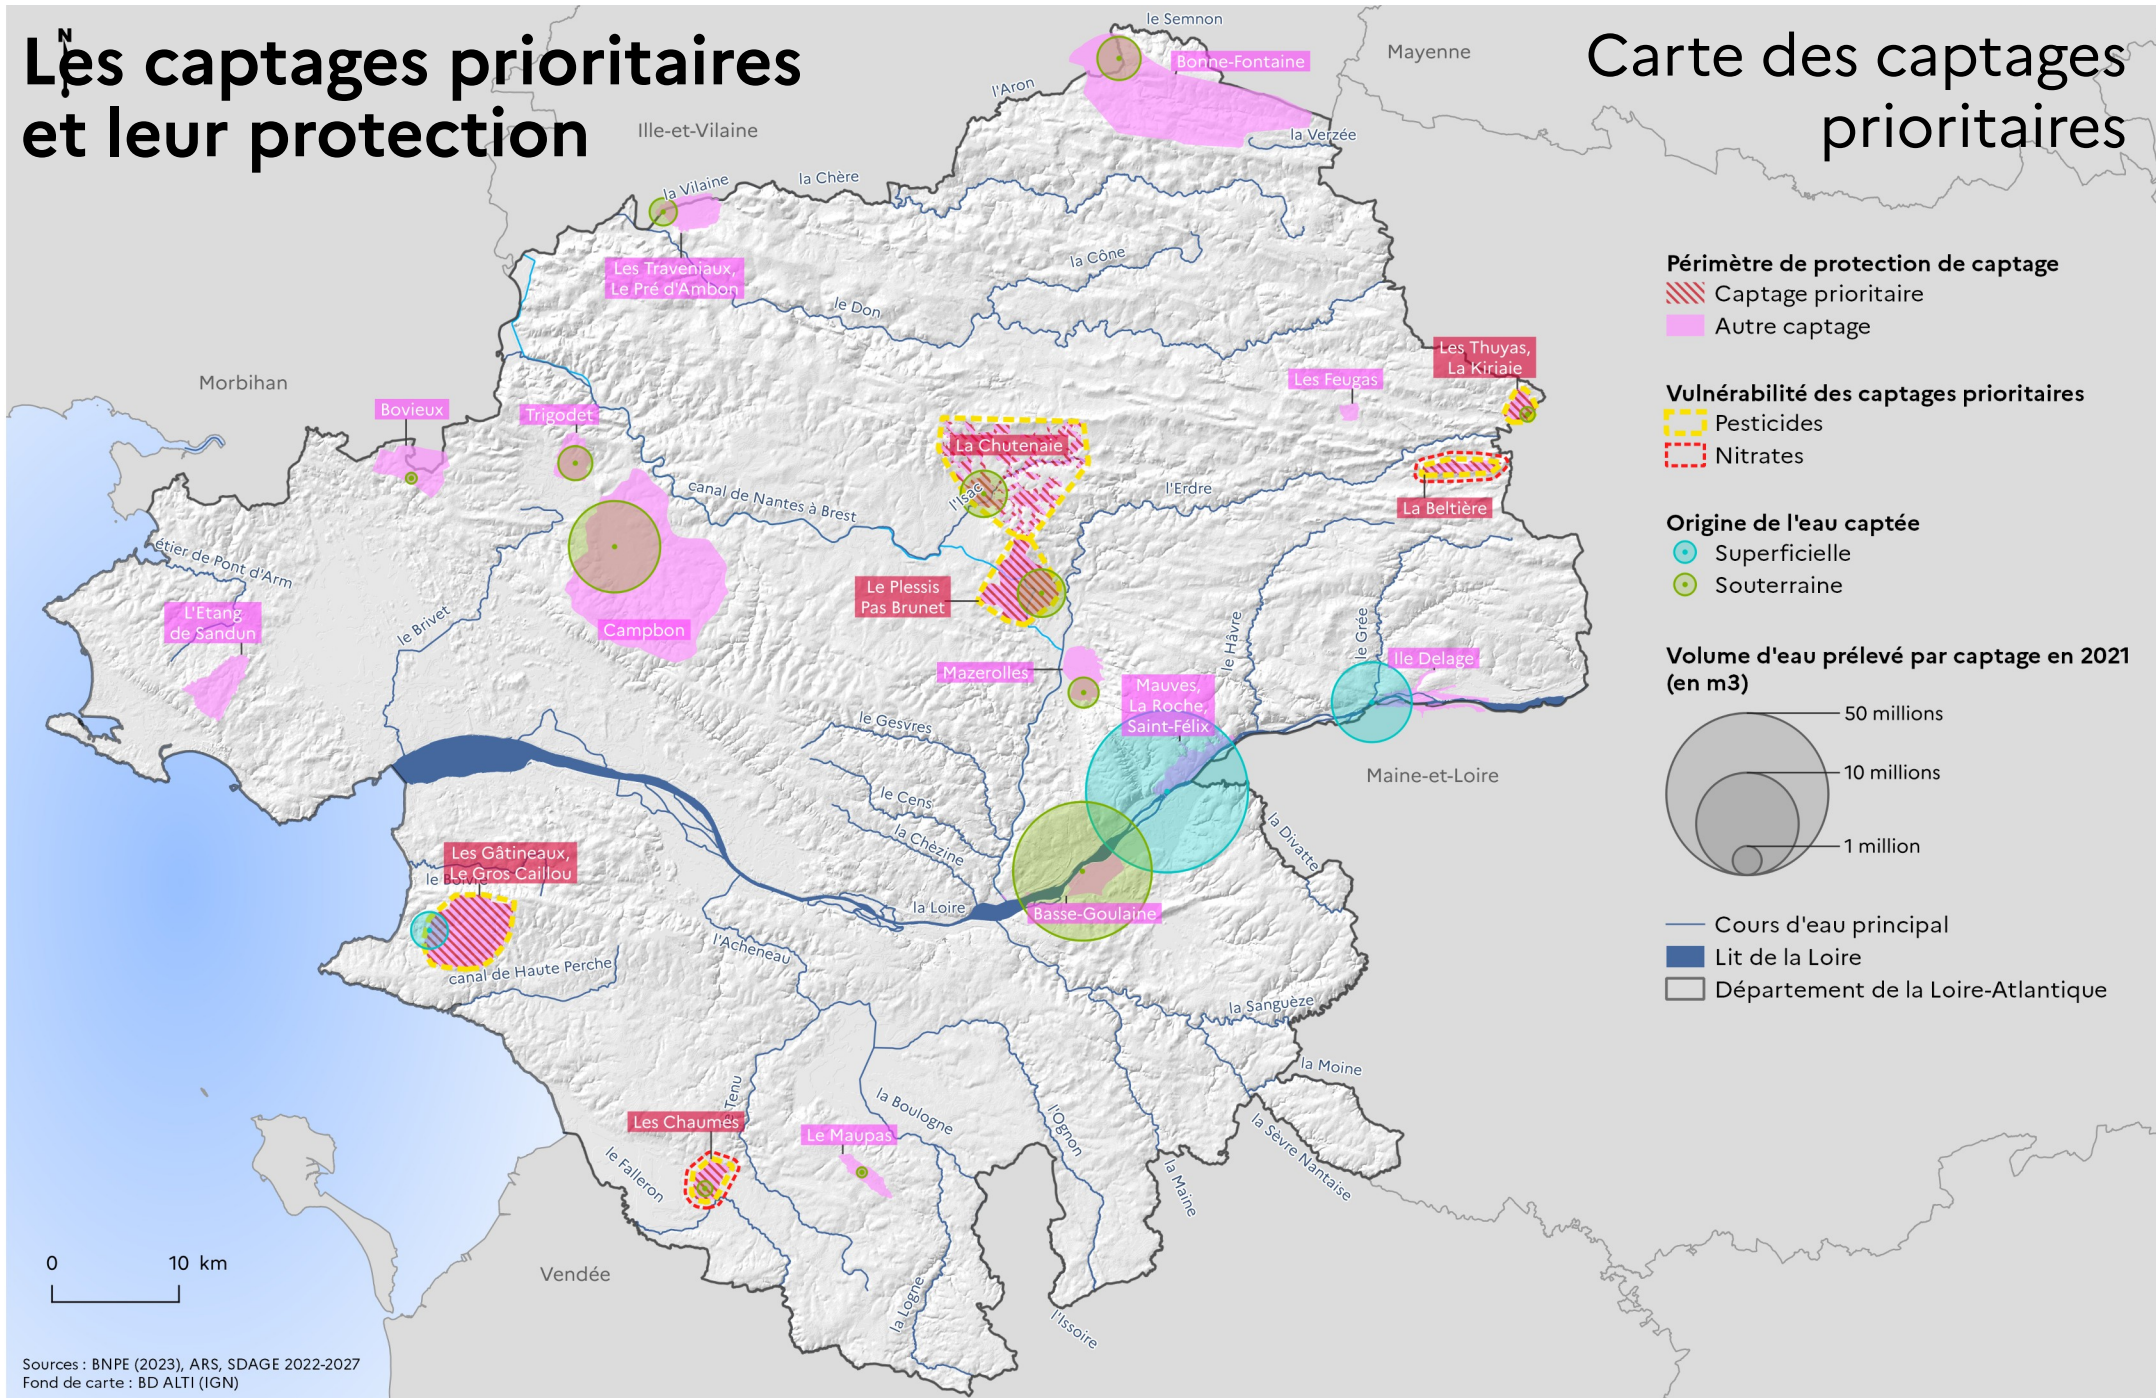 N
Les captages prioritaires
et leur protection
Carte des captages
prioritaires
le Semnon
Mayenne
Bonne-Fontaine
l'Aron
Ille-et-Vilaine
la Verzée
la Vilaine
la Chère
Les Travenjaux,
Le Pré d'Ambon
la Cône
le Don
Morbihan
Les Thuyas,
La Kiriaie
Les Feugas
Bovieux
Trigodet
La Chutenaie
l'Isac
l'Erdre
canal de Nantes à Brest
La Beltière
étier de Pont d'Arm
L'Etang
de Sandun
le Brivet
Campbon
Le Plessis
Pas Brunet
le Hâvre
le Grée
Ile Delage
Mazerolles
Mauves,
La Roche,
Saint-Félix
le Gesvres
Maine-et-Loire
le Cens
la Chèzine
la Divatte
Les Gâtineaux,
Le Gros Caillou
le Boivre
la Loire
Basse-Goulaine
l'Acheneau
canal de Haute Perche
la Sanguèze
la Moine
le Tenu
la Boulogne
l'Ognon
Les Chaumes
Le Maupas
la Sèvre Nantaise
le Falleron
la Maine
Vendée
la Logne
l'Issoire
Périmètre de protection de captage
Captage prioritaire
Autre captage
Vulnérabilité des captages prioritaires
Pesticides
Nitrates
Origine de l'eau captée
Superficielle
Souterraine
Volume d'eau prélevé par captage en 2021
(en m3)
50 millions
10 millions
1 million
Cours d'eau principal
Lit de la Loire
Département de la Loire-Atlantique
0 10 km
Sources : BNPE (2023), ARS, SDAGE 2022-2027
Fond de carte : BD ALTI (IGN)